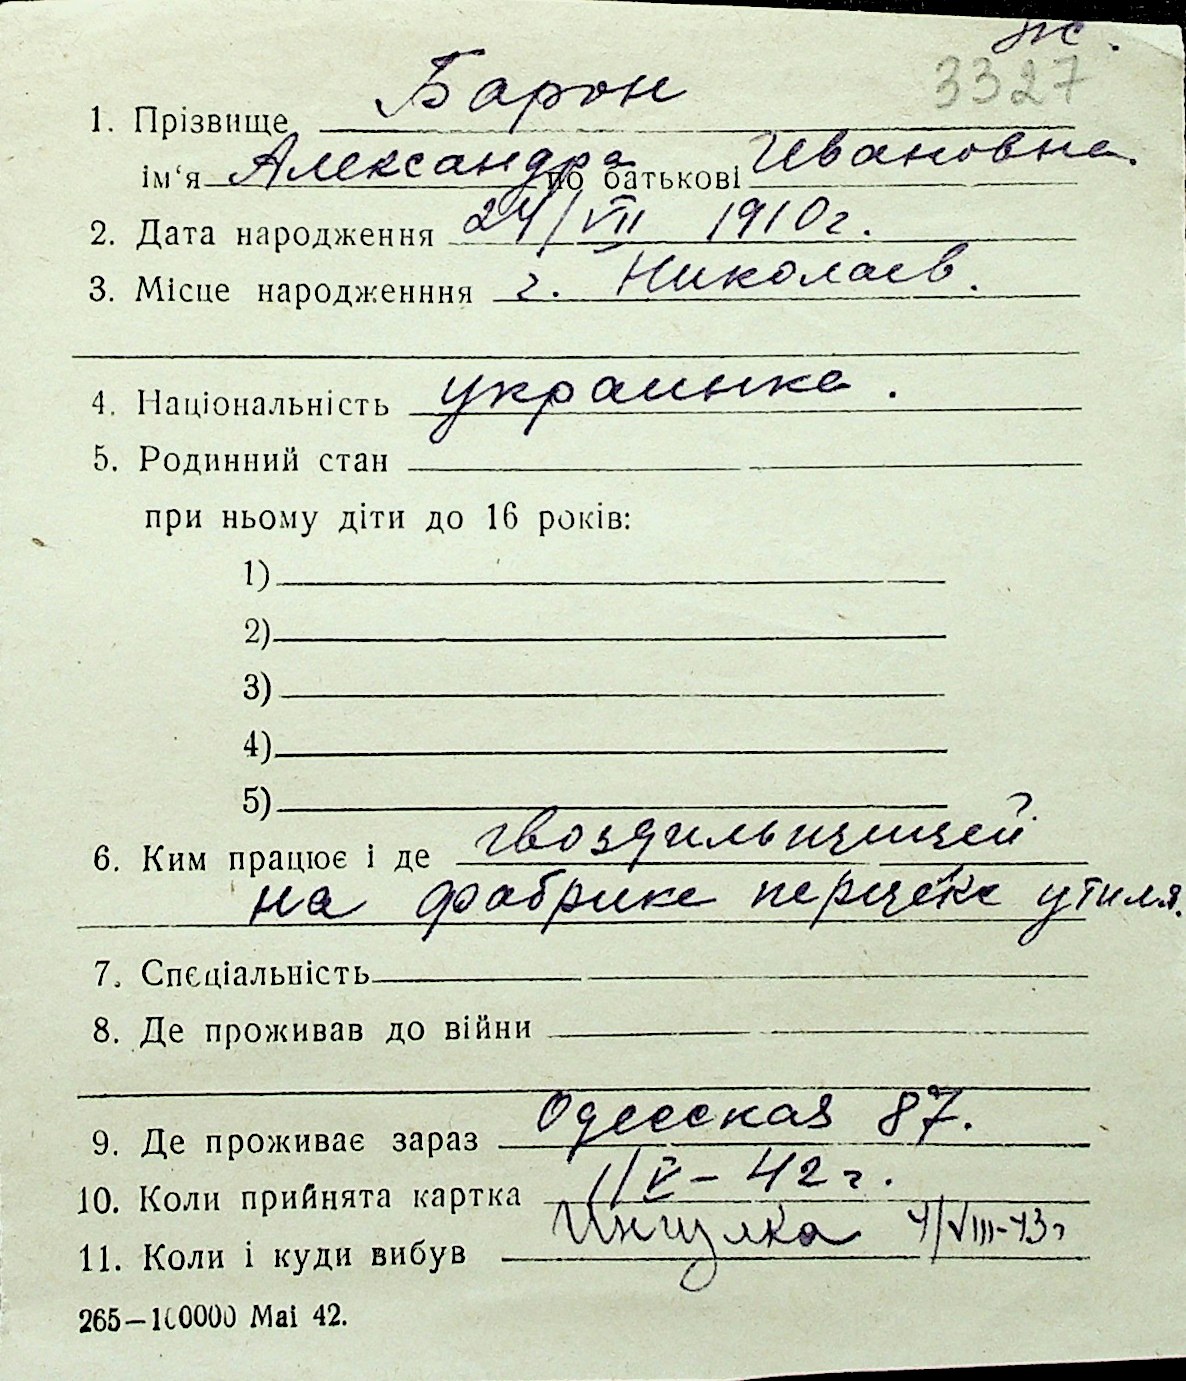 ж.
3327
1. Прізвище Барон
ім‘я Александра по батькові Ивановна.
2. Дата народження 24/VII 1910г.
3. Місце народженння г. Николаев.
4. Національність украинка.
5. Родинний стан
при ньому діти до 16 років:
1)
2)
3)
4)
5)
6. Ким працює і де гвоздильщицей
на фабрике утиля.
7. Спєціальність
8. Де проживав до війни
9. Де проживає зараз Одесская 87.
10. Коли прийнята картка 1/V-42г.
11. Коли і куди вибув 4/VIII-43г
265—100000 Mai 42.